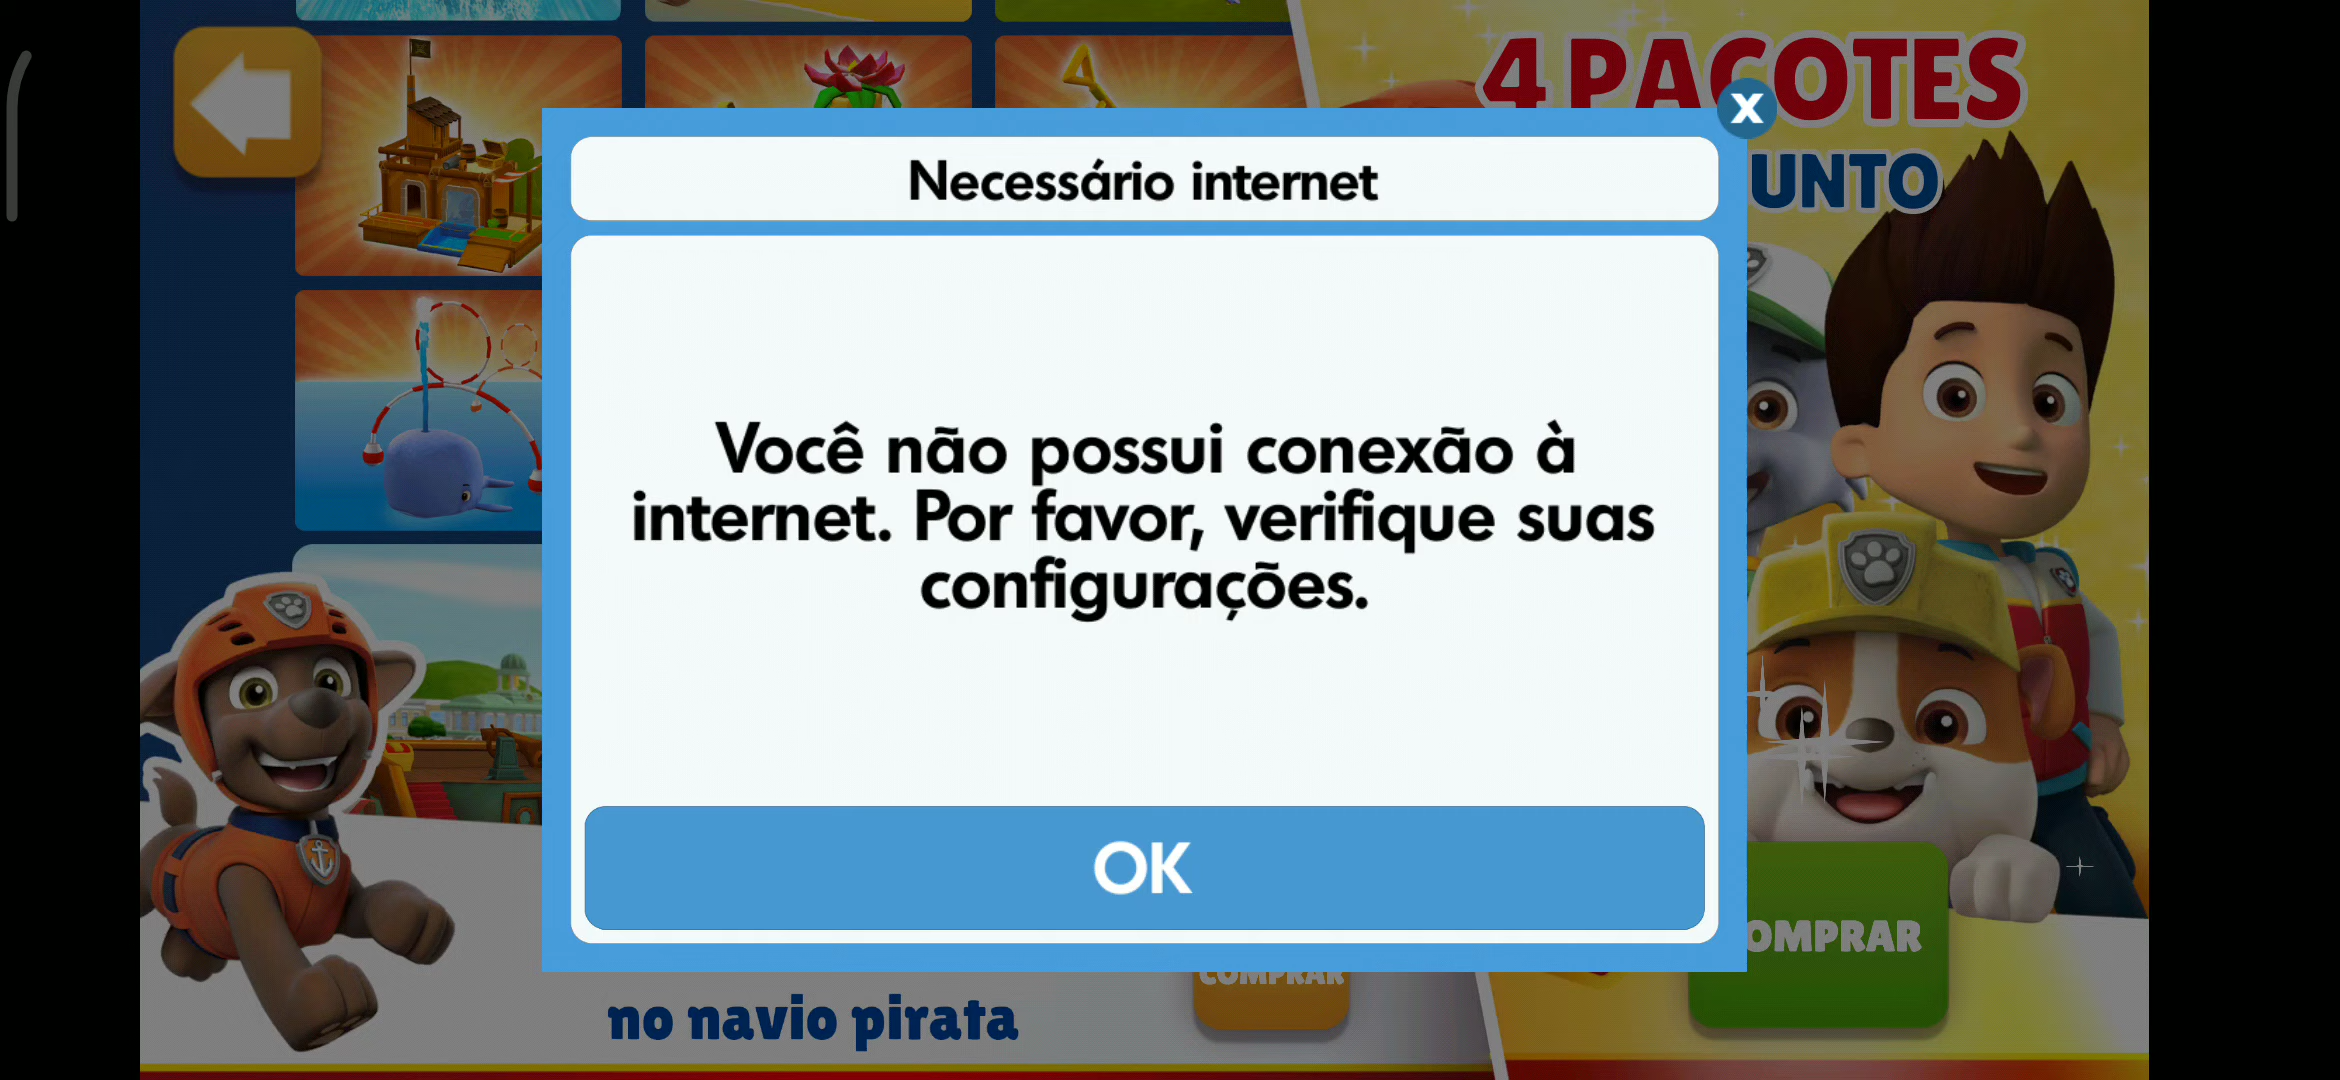 4 PACOTES
UNTO
X
Necessário internet
Você não possui conexão à
internet. Por favor, verifique suas
configurações.
OK
OMPRAR
COMPRAR
no navio pirata